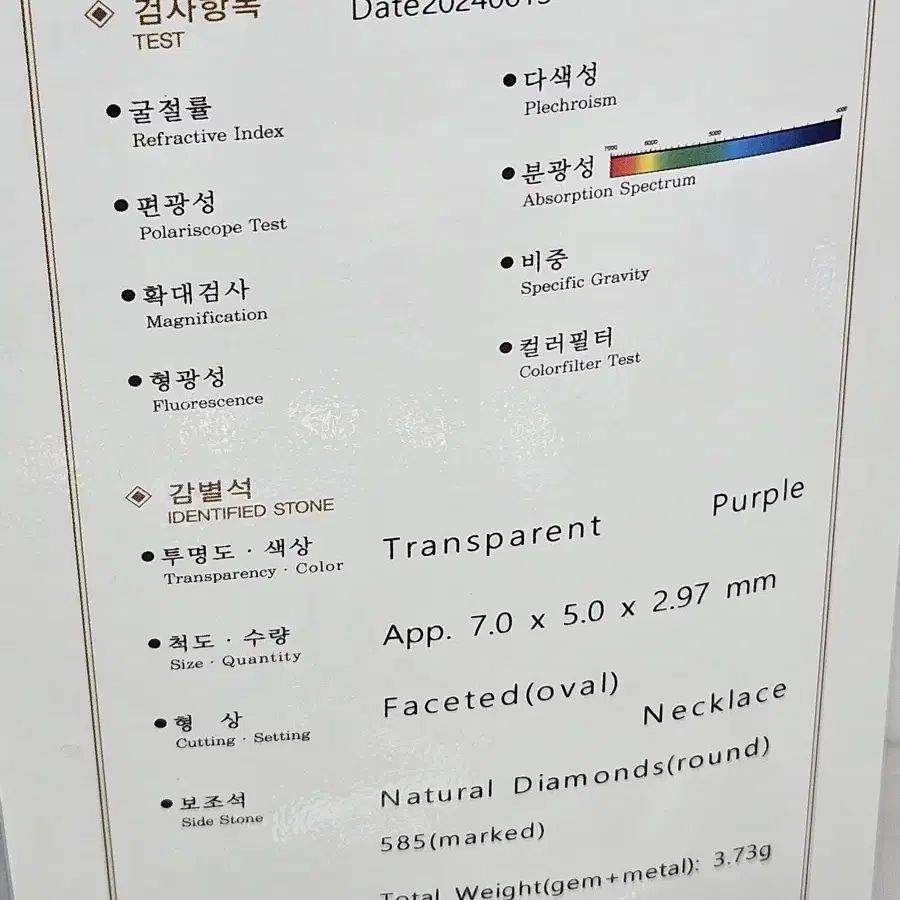 검사항목
TEST
굴절률
Refractive Index
편광성
Polariscope Test
확대검사
Magnification
형광성
Fluorescence
다색성
Plechroism
분광성
7000 6000 5000 4000
Absorption Spectrum
비중
Specific Gravity
컬러필터
Colorfilter Test
감별석
IDENTIFIED STONE
투명도 · 색상 Transparent Purple
Transparency · Color
척도 · 수량 App. 7.0 x 5.0 x 2.97 mm
Size · Quantity
형 상 Faceted(oval) Necklace
Cutting · Setting
보조석 Natural Diamonds(round)
Side Stone
585(marked)
Total Weight(gem+metal): 3.73g